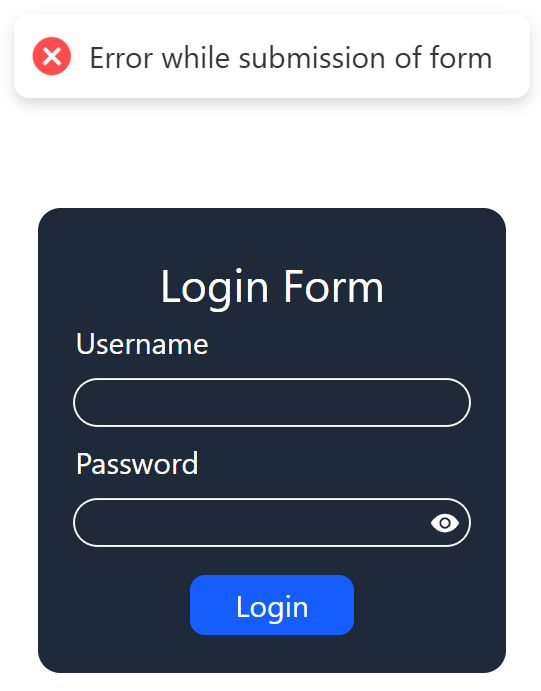 Error while submission of form
Login Form
Username
Password
Login